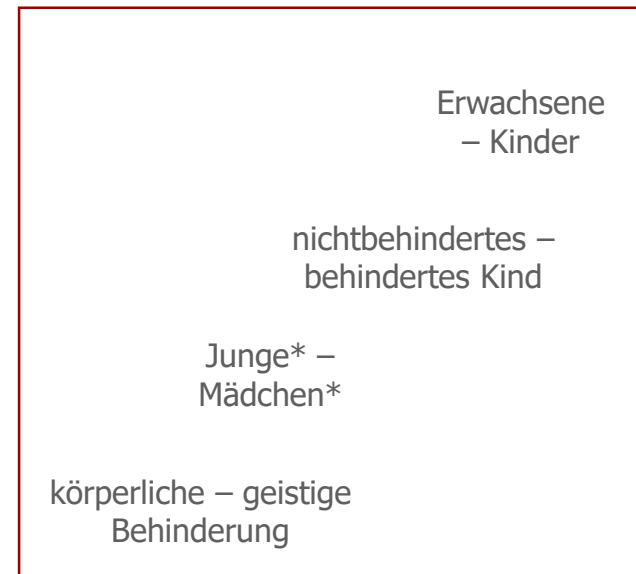 Erwachsene
– Kinder
nichtbehindertes –
behindertes Kind
Junge* –
Mädchen*
körperliche – geistige
Behinderung